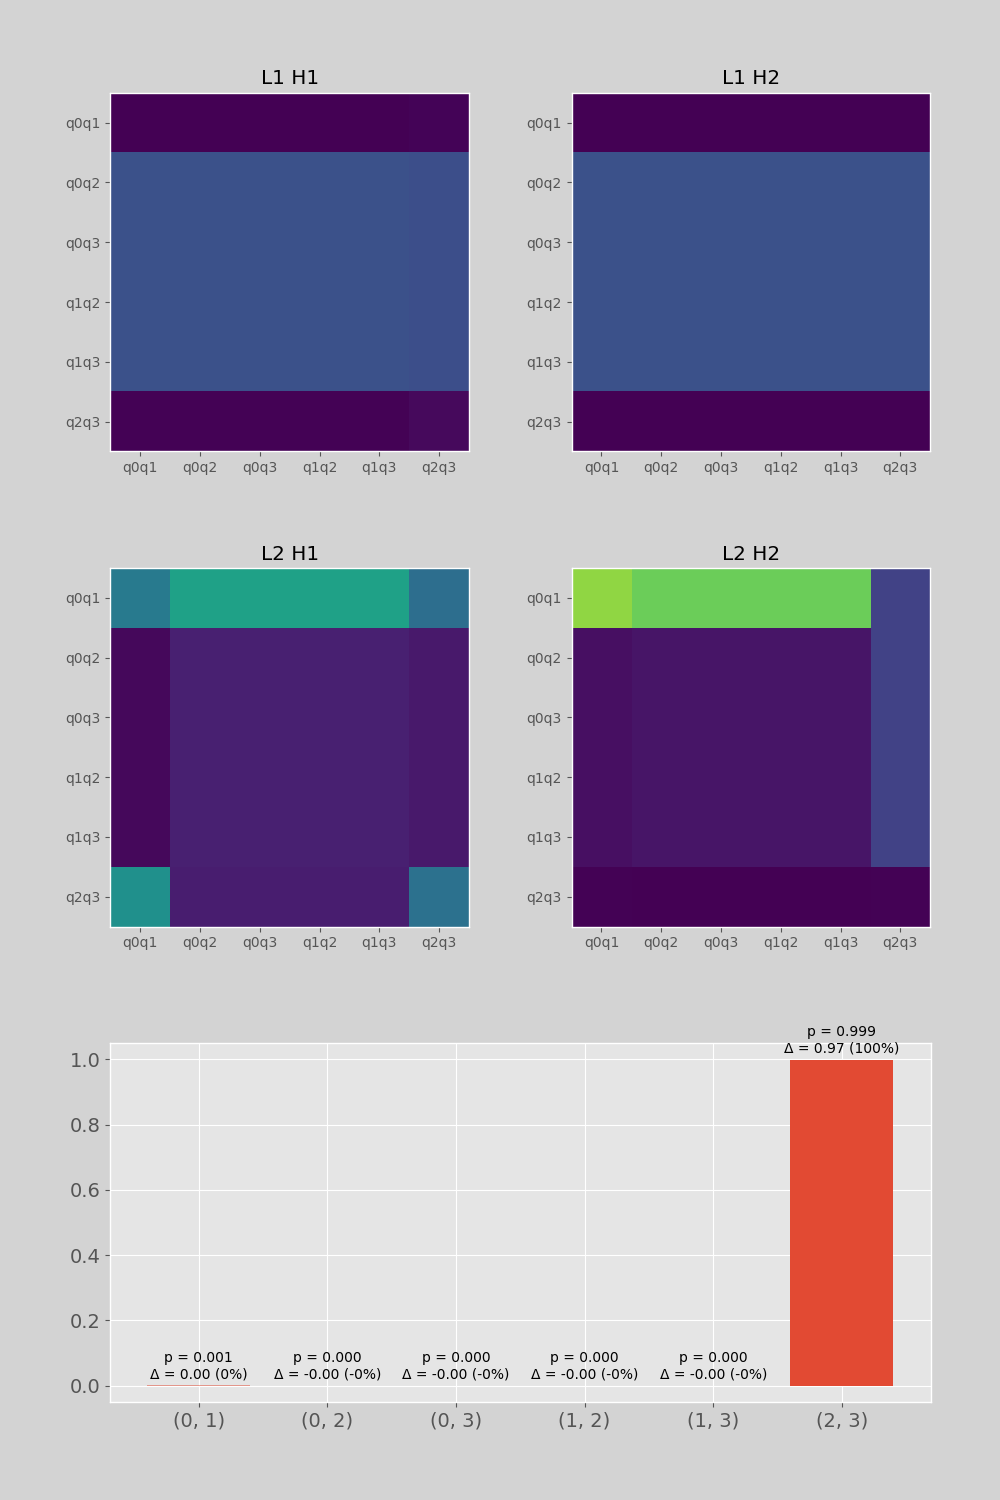 L1 H1
L1 H2
q0q1
q0q2
q0q3
q1q2
q1q3
q2q3
q0q1 q0q2 q0q3 q1q2 q1q3 q2q3
q0q1
q0q2
q0q3
q1q2
q1q3
q2q3
q0q1 q0q2 q0q3 q1q2 q1q3 q2q3
L2 H1
L2 H2
q0q1
q0q2
q0q3
q1q2
q1q3
q2q3
q0q1 q0q2 q0q3 q1q2 q1q3 q2q3
q0q1
q0q2
q0q3
q1q2
q1q3
q2q3
q0q1 q0q2 q0q3 q1q2 q1q3 q2q3
1.0
0.8
0.6
0.4
0.2
0.0
p = 0.001
Δ = 0.00 (0%)
p = 0.000
Δ = -0.00 (-0%)
p = 0.000
Δ = -0.00 (-0%)
p = 0.000
Δ = -0.00 (-0%)
p = 0.000
Δ = -0.00 (-0%)
p = 0.999
Δ = 0.97 (100%)
(0, 1) (0, 2) (0, 3) (1, 2) (1, 3) (2, 3)